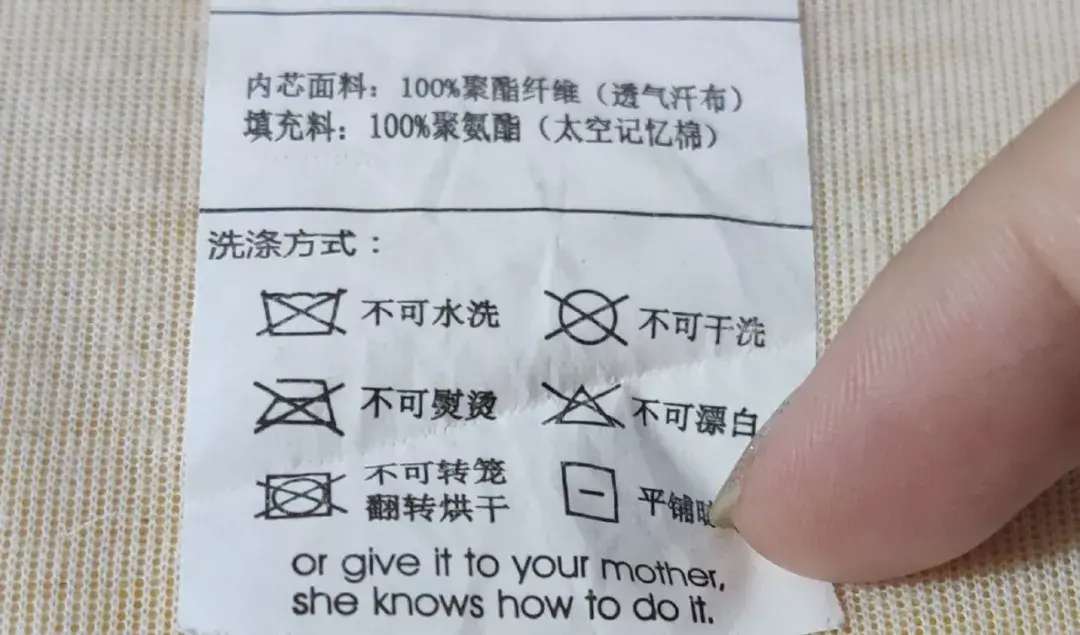 内芯面料：100%聚酯纤维（透气汗布）
填充料：100%聚氨酯（太空记忆棉）
洗涤方式：
不可水洗 不可干洗
不可熨烫 不可漂白
不可转笼
翻转烘干 平铺
or give it to your mother,
she knows how to do it.